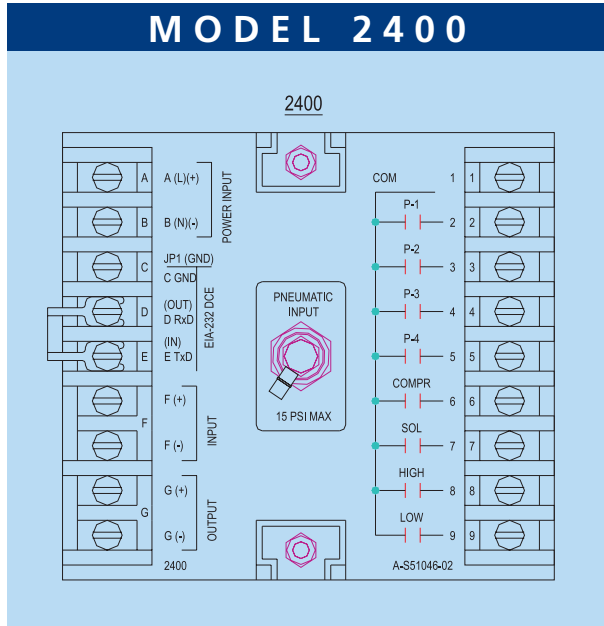 MODEL 2400
2400
A A (L)(+)
B B (N)(-)
POWER INPUT
C JP1 (GND)
C GND
D (OUT)
D RxD
E (IN)
E TxD
EIA-232 DCE
F F (+)
F (-)
INPUT
G G (+)
G (-)
OUTPUT
2400
PNEUMATIC
INPUT
15 PSI MAX
COM 1 1
P-1
2 2
P-2
3 3
P-3
4 4
P-4
5 5
COMPR
6 6
SOL
7 7
HIGH
8 8
LOW
9 9
A-S51046-02